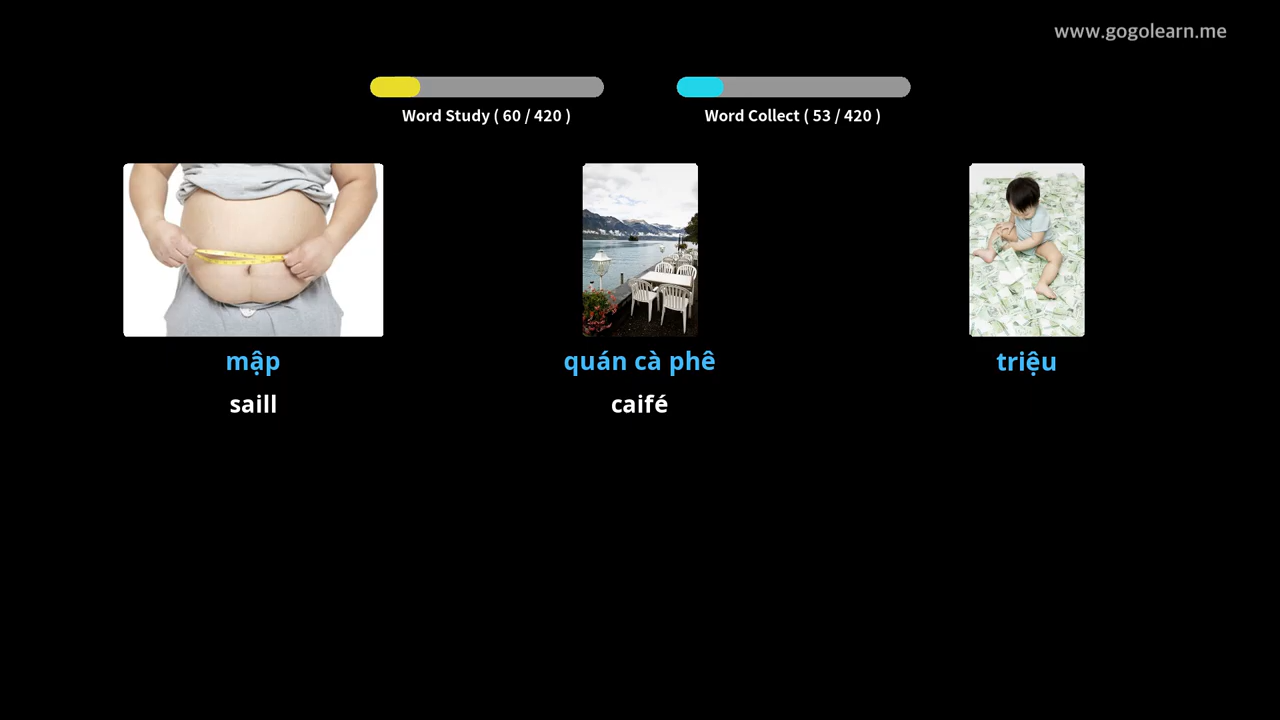 www.gogolearn.me
Word Study ( 60 / 420 )
Word Collect ( 53 / 420 )
mập
quán cà phê
triệu
saill
caifé